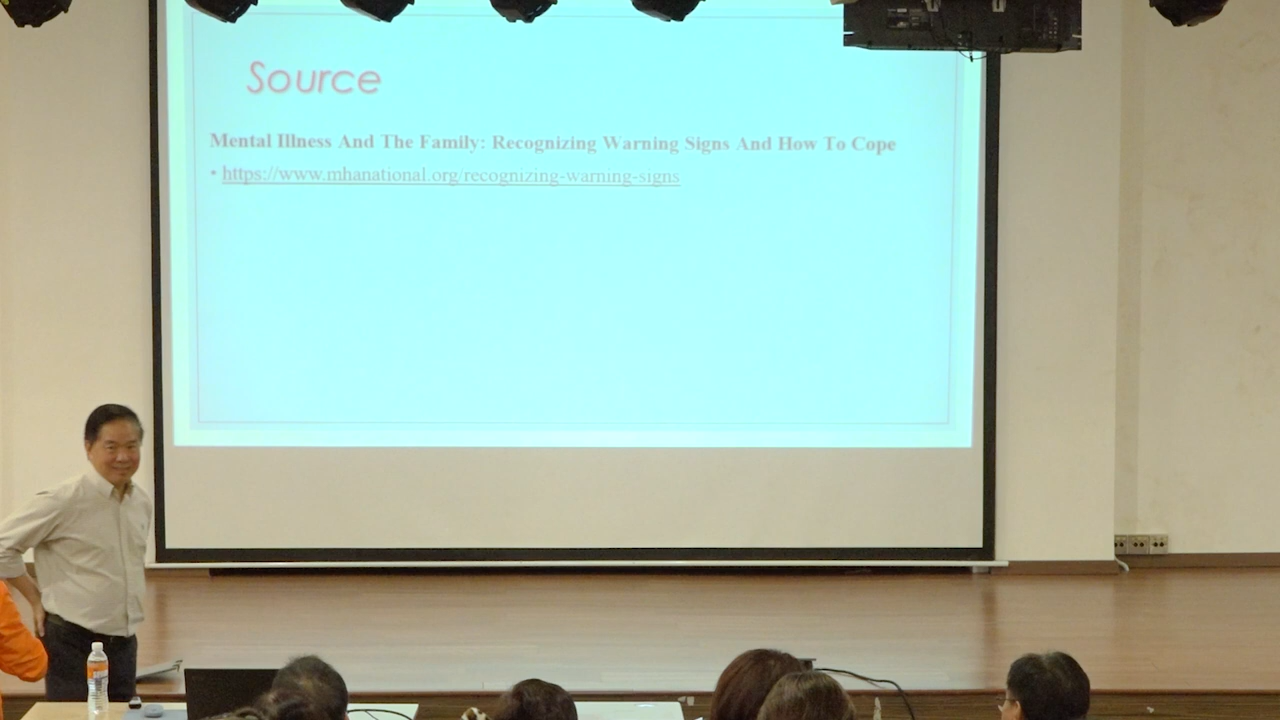 Source
Mental Illness And The Family: Recognizing Warning Signs And How To Cope
• https://www.mhanational.org/recognizing-warning-signs